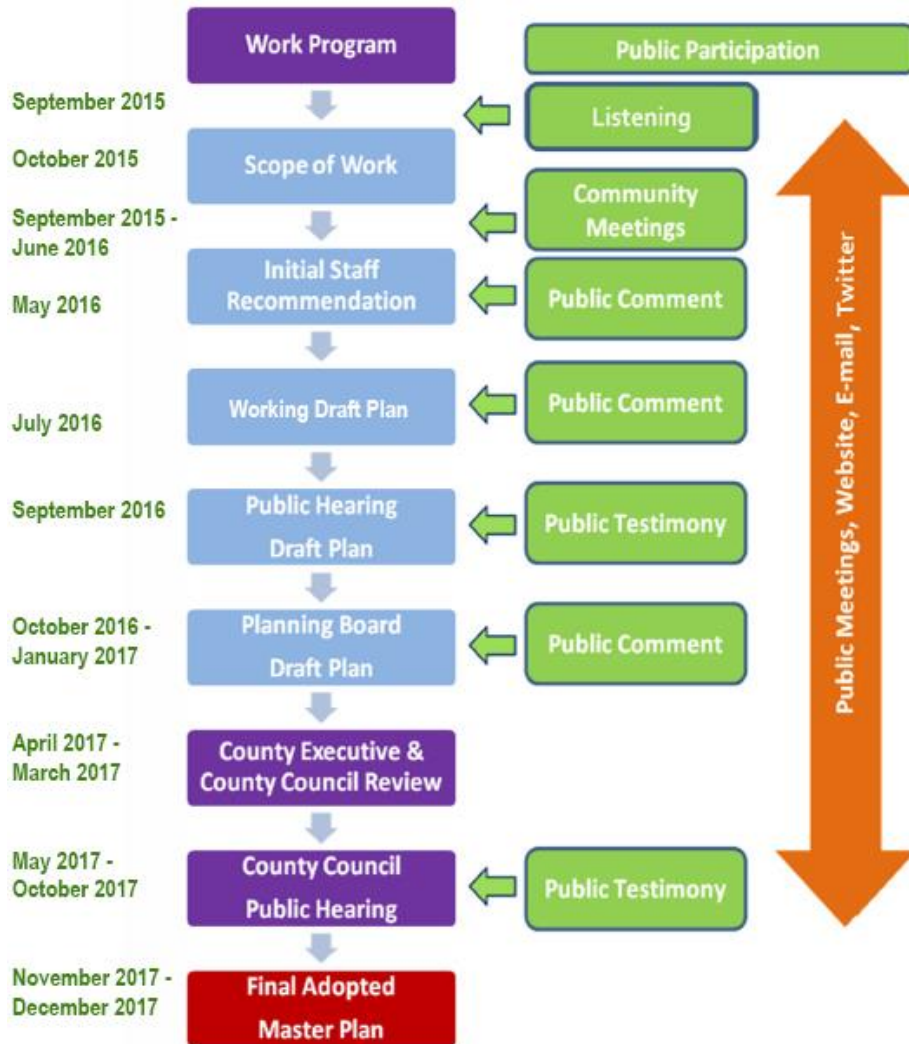 Work Program
Public Participation
September 2015
Listening
October 2015
Scope of Work
September 2015 -
June 2016
Community
Meetings
Initial Staff
Recommendation
May 2016
Public Comment
Working Draft Plan
July 2016
Public Comment
Public Hearing
Draft Plan
September 2016
Public Testimony
October 2016 -
January 2017
Planning Board
Draft Plan
Public Comment
April 2017 -
March 2017
County Executive &
County Council Review
May 2017 -
October 2017
County Council
Public Hearing
Public Testimony
November 2017 -
December 2017
Final Adopted
Master Plan
Public Meetings, Website, E-mail, Twitter